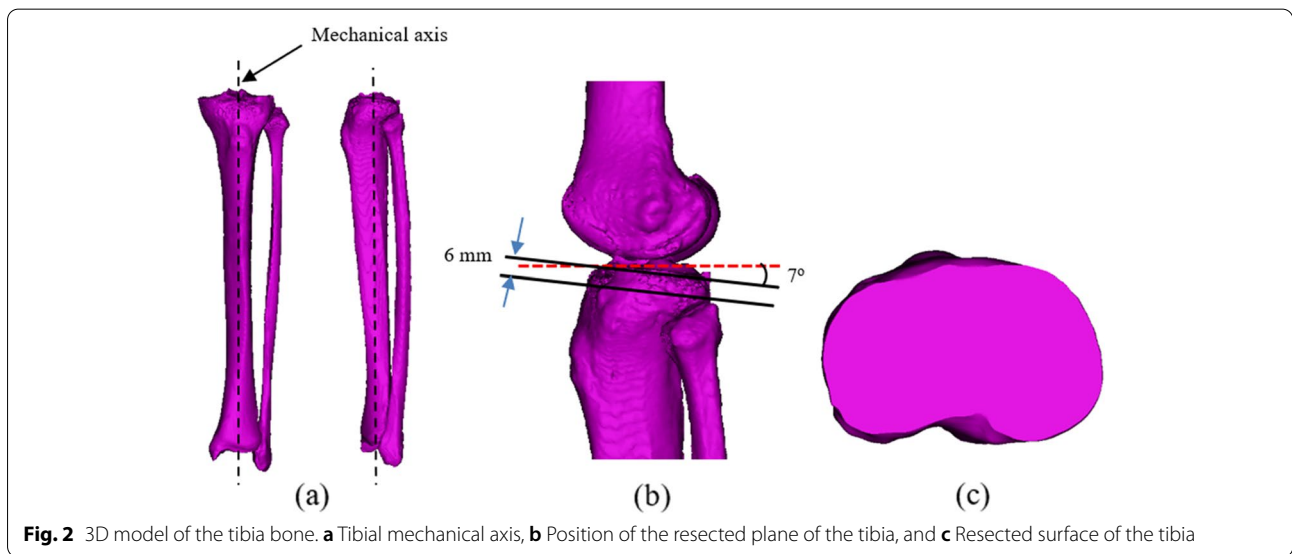 Mechanical axis
6 mm
7º
(a)
(b)
(c)
Fig. 2 3D model of the tibia bone. a Tibial mechanical axis, b Position of the resected plane of the tibia, and c Resected surface of the tibia